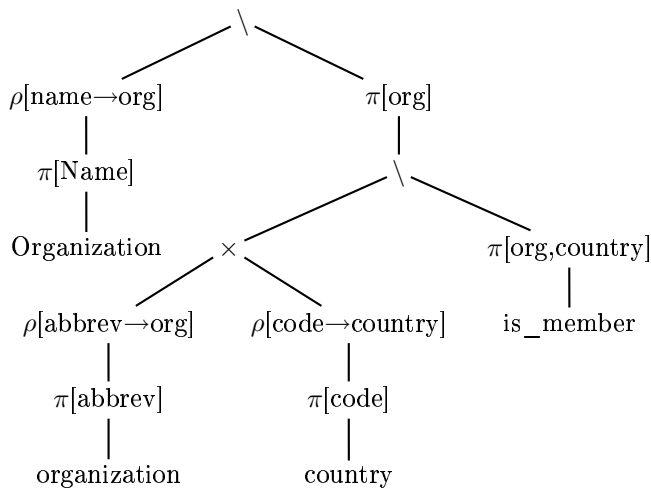 \
ρ[name→org] π[org]
π[Name] \
Organization × π[org,country]
ρ[abbrev→org] ρ[code→country] is_member
π[abbrev] π[code]
organization country